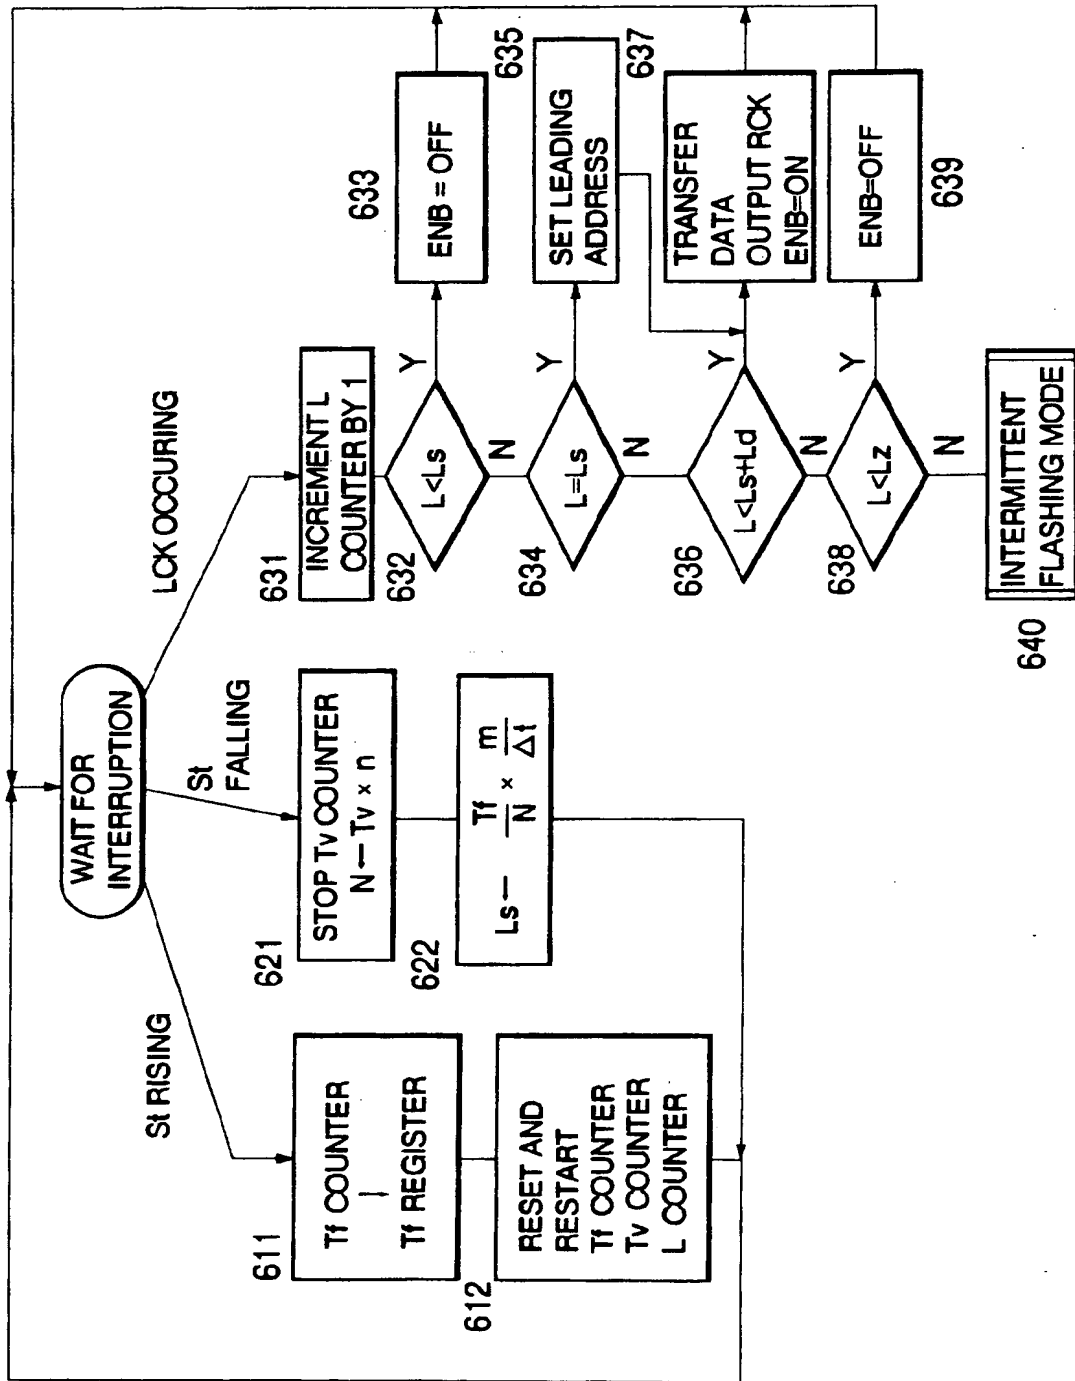 WAIT FOR
INTERRUPTION
St RISING
611
Tf COUNTER
→
Tf REGISTER
612
RESET AND
RESTART
Tf COUNTER
Tv COUNTER
L COUNTER
St
FALLING
621
STOP Tv COUNTER
N ← Tv × n
622
Ls ← Tf/N × m/Δt
LCK OCCURING
631
INCREMENT L
COUNTER BY 1
632
L<Ls
Y
N
633
ENB = OFF
634
L=Ls
Y
N
635
SET LEADING
ADDRESS
636
L<Ls+Ld
Y
N
637
TRANSFER
DATA
OUTPUT RCK
ENB=ON
638
L<Lz
Y
N
639
ENB=OFF
640
INTERMITTENT
FLASHING MODE